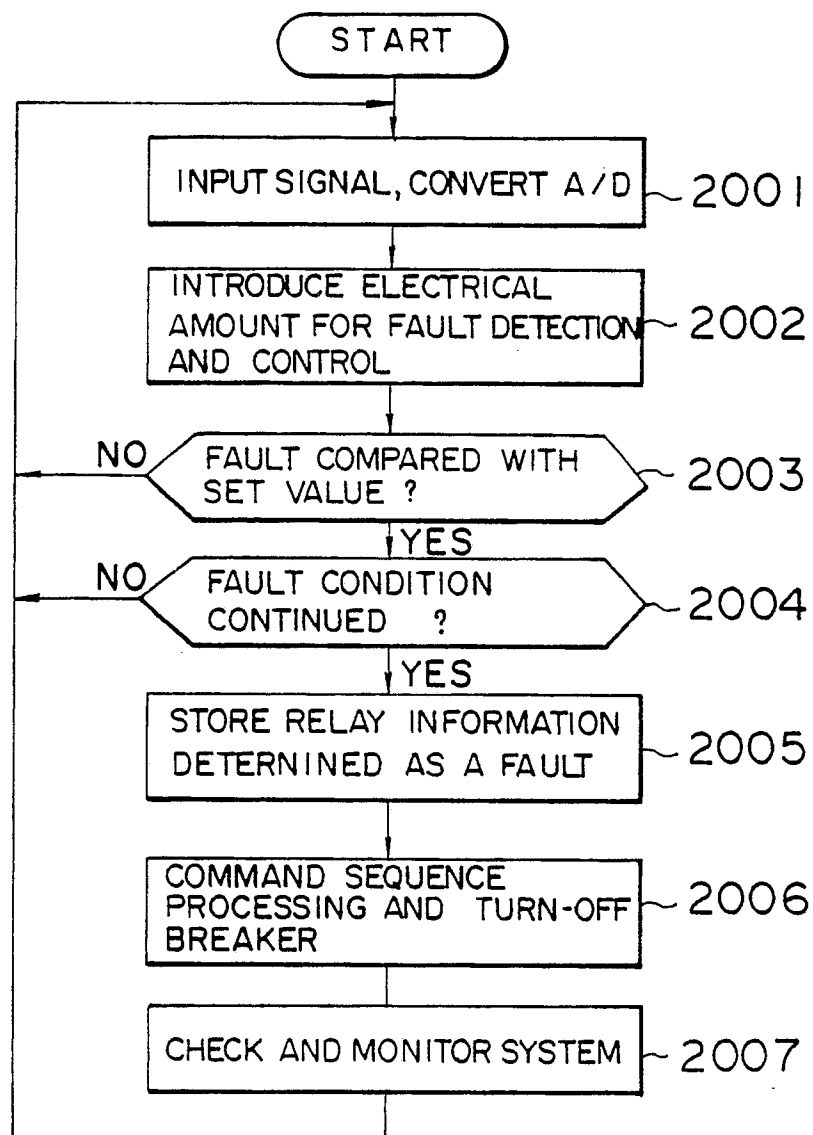 START
INPUT SIGNAL, CONVERT A/D
2001
INTRODUCE ELECTRICAL
AMOUNT FOR FAULT DETECTION
AND CONTROL
2002
NO
FAULT COMPARED WITH
SET VALUE ?
2003
YES
NO
FAULT CONDITION
CONTINUED ?
2004
YES
STORE RELAY INFORMATION
DETERNINED AS A FAULT
2005
COMMAND SEQUENCE
PROCESSING AND TURN-OFF
BREAKER
2006
CHECK AND MONITOR SYSTEM
2007